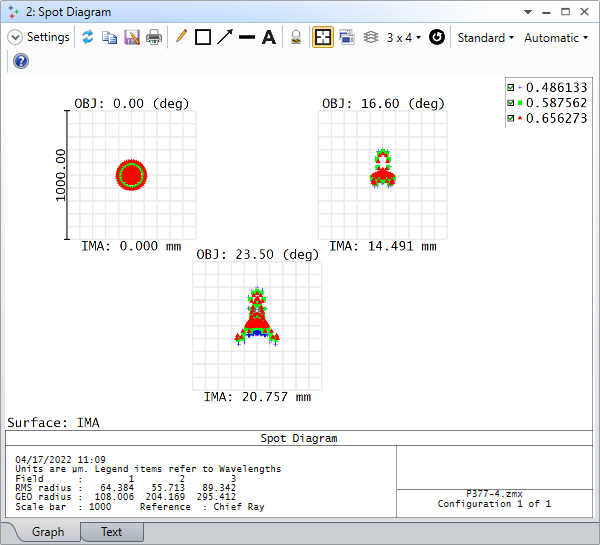 2: Spot Diagram
Settings
3 x 4
Standard
Automatic
OBJ: 0.00 (deg)
OBJ: 16.60 (deg)
0.486133
0.587562
0.656273
1000.00
IMA: 0.000 mm
IMA: 14.491 mm
OBJ: 23.50 (deg)
IMA: 20.757 mm
Surface: IMA
Spot Diagram
04/17/2022 11:09
Units are µm. Legend items refer to Wavelengths
Field : 1 2 3
RMS radius : 64.384 55.713 89.342
GEO radius : 108.006 204.169 295.412
Scale bar : 1000 Reference : Chief Ray
P377-4.zmx
Configuration 1 of 1
Graph
Text